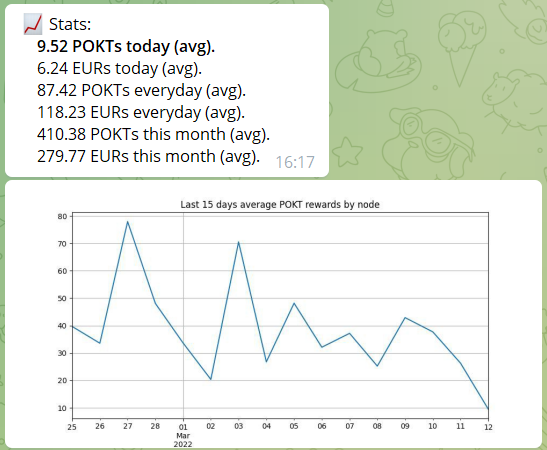 📈 Stats:
9.52 POKTs today (avg).
6.24 EURs today (avg).
87.42 POKTs everyday (avg).
118.23 EURs everyday (avg).
410.38 POKTs this month (avg).
279.77 EURs this month (avg).
16:17
Last 15 days average POKT rewards by node
80
70
60
50
40
30
20
10
25 26 27 28 01 02 03 04 05 06 07 08 09 10 11 12
Mar
2022